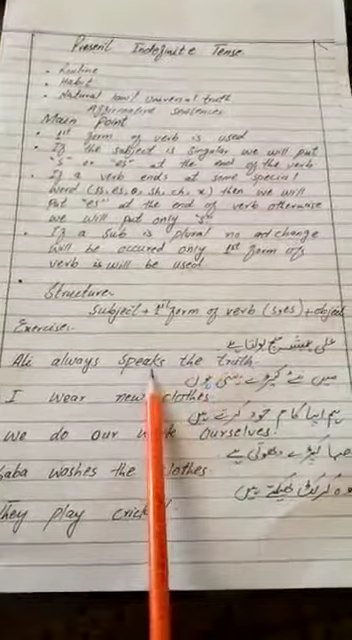 Present Indefinite Tense
• Routine
• Habit
• Natural law/ universal truth
Affirmative sentences
Main Point
• 1st form of verb is used
• If the subject is singular we will put
"s" or "es" at the end of the verb
• If a verb ends at some special
word (ss, es, o, sh, ch, x) then we will
put "es" at the end of verb otherwise
we will put only "s"
• If a sub is plural no not change
will be occured only 1st form of
verb is will be used.
Structure-
Subject + 1st form of verb (s,es) + object
Exercise-
علی ہمیشہ سچ بولتا ہے
Ali always speaks the truth.
میں نئے کپڑے پہنتی ہوں
I wear new clothes.
ہم اپنا کام خود کرتے ہیں
we do our work ourselves.
صبا کپڑے دھوتی ہے
Saba washes the clothes.
وہ کرکٹ کھیلتے ہیں
They play cricket.